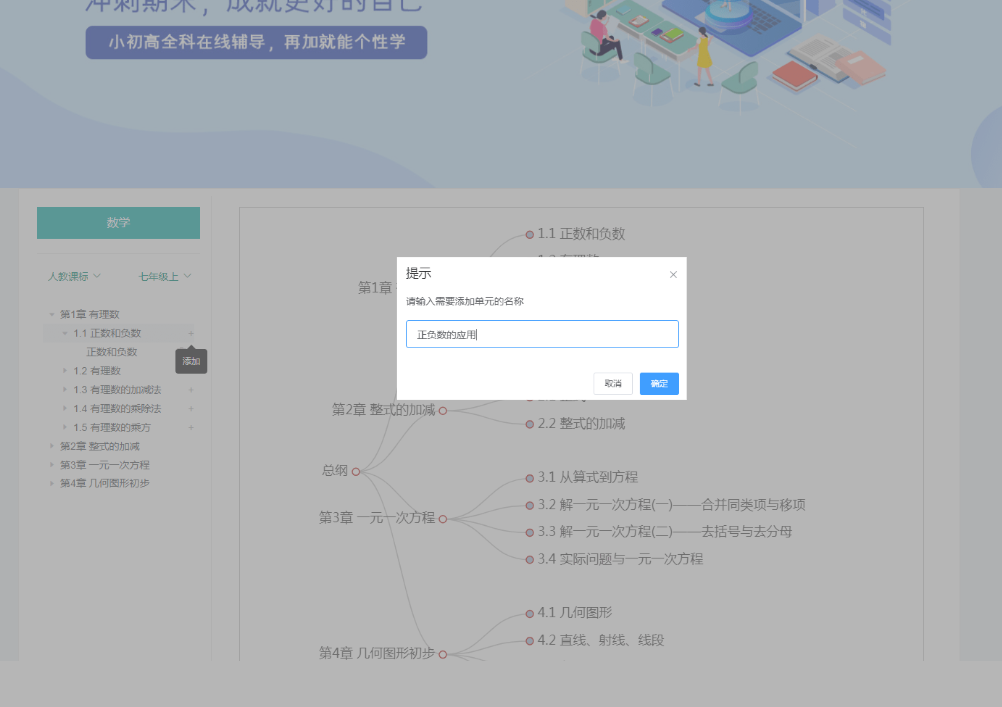 冲刺期末，成就更好的自己
小初高全科在线辅导，再加就能个性学
数学
人教课标
七年级上
第1章 有理数
1.1 正数和负数
正数和负数
添加
1.2 有理数
1.3 有理数的加减法
1.4 有理数的乘除法
1.5 有理数的乘方
第2章 整式的加减
第3章 一元一次方程
第4章 几何图形初步
1.1 正数和负数
第1章
提示
请输入需要添加单元的名称
正负数的应用
取消
确定
第2章 整式的加减
2.2 整式的加减
总纲
3.1 从算式到方程
3.2 解一元一次方程(一)——合并同类项与移项
第3章 一元一次方程
3.3 解一元一次方程(二)——去括号与去分母
3.4 实际问题与一元一次方程
4.1 几何图形
4.2 直线、射线、线段
第4章 几何图形初步